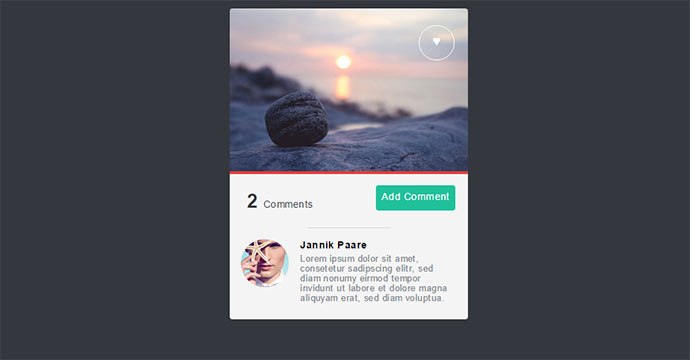 2 Comments
Add Comment
Jannik Paare
Lorem ipsum dolor sit amet,
consetetur sadipscing elitr, sed
diam nonumy eirmod tempor
invidunt ut labore et dolore magna
aliquyam erat, sed diam voluptua.